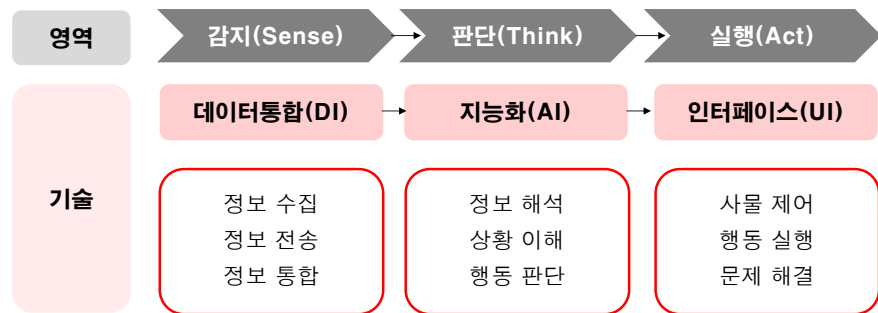 영역
감지(Sense)
판단(Think)
실행(Act)
기술
데이터통합(DI)
지능화(AI)
인터페이스(UI)
정보 수집
정보 전송
정보 통합
정보 해석
상황 이해
행동 판단
사물 제어
행동 실행
문제 해결